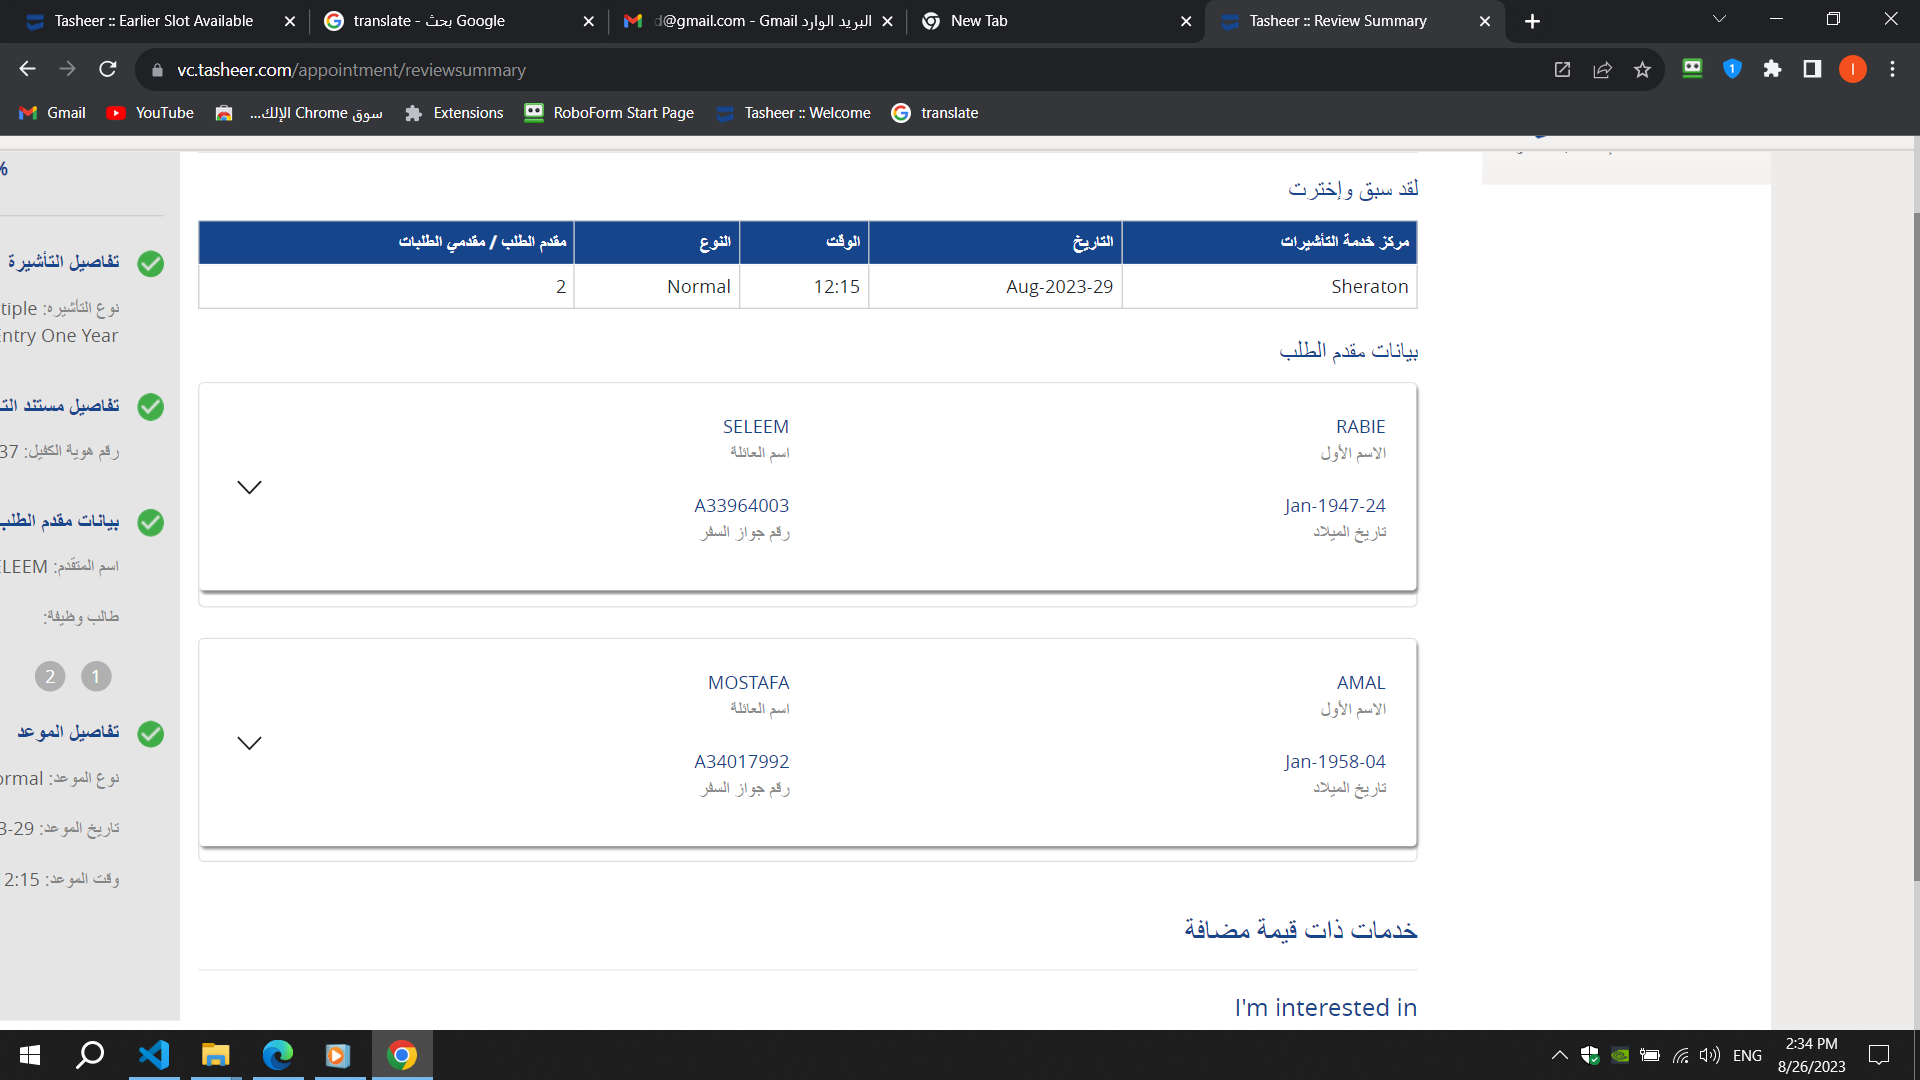 Tasheer :: Earlier Slot Available
translate - بحث Google
d@gmail.com - Gmail البريد الوارد
New Tab
Tasheer :: Review Summary
vc.tasheer.com/appointment/reviewsummary
Gmail
YouTube
سوق Chrome الإلك...
Extensions
RoboForm Start Page
Tasheer :: Welcome
translate
%
لقد سبق وإخترت
مركز خدمة التأشيرات التاريخ الوقت النوع مقدم الطلب / مقدمي الطلبات
Sheraton Aug-2023-29 12:15 Normal 2
بيانات مقدم الطلب
RABIE SELEEM
الاسم الأول اسم العائلة
Jan-1947-24 A33964003
تاريخ الميلاد رقم جواز السفر
AMAL MOSTAFA
الاسم الأول اسم العائلة
Jan-1958-04 A34017992
تاريخ الميلاد رقم جواز السفر
خدمات ذات قيمة مضافة
I'm interested in
تفاصيل التأشيرة
نوع التأشيره: tiple
ntry One Year
تفاصيل مستند الت
رقم هوية الكفيل: 37
بيانات مقدم الطلب
اسم المتقدم: LEEM
طالب وظيفة:
1 2
تفاصيل الموعد
نوع الموعد: ormal
تاريخ الموعد: 3-29
وقت الموعد: 2:15
ENG
2:34 PM
8/26/2023